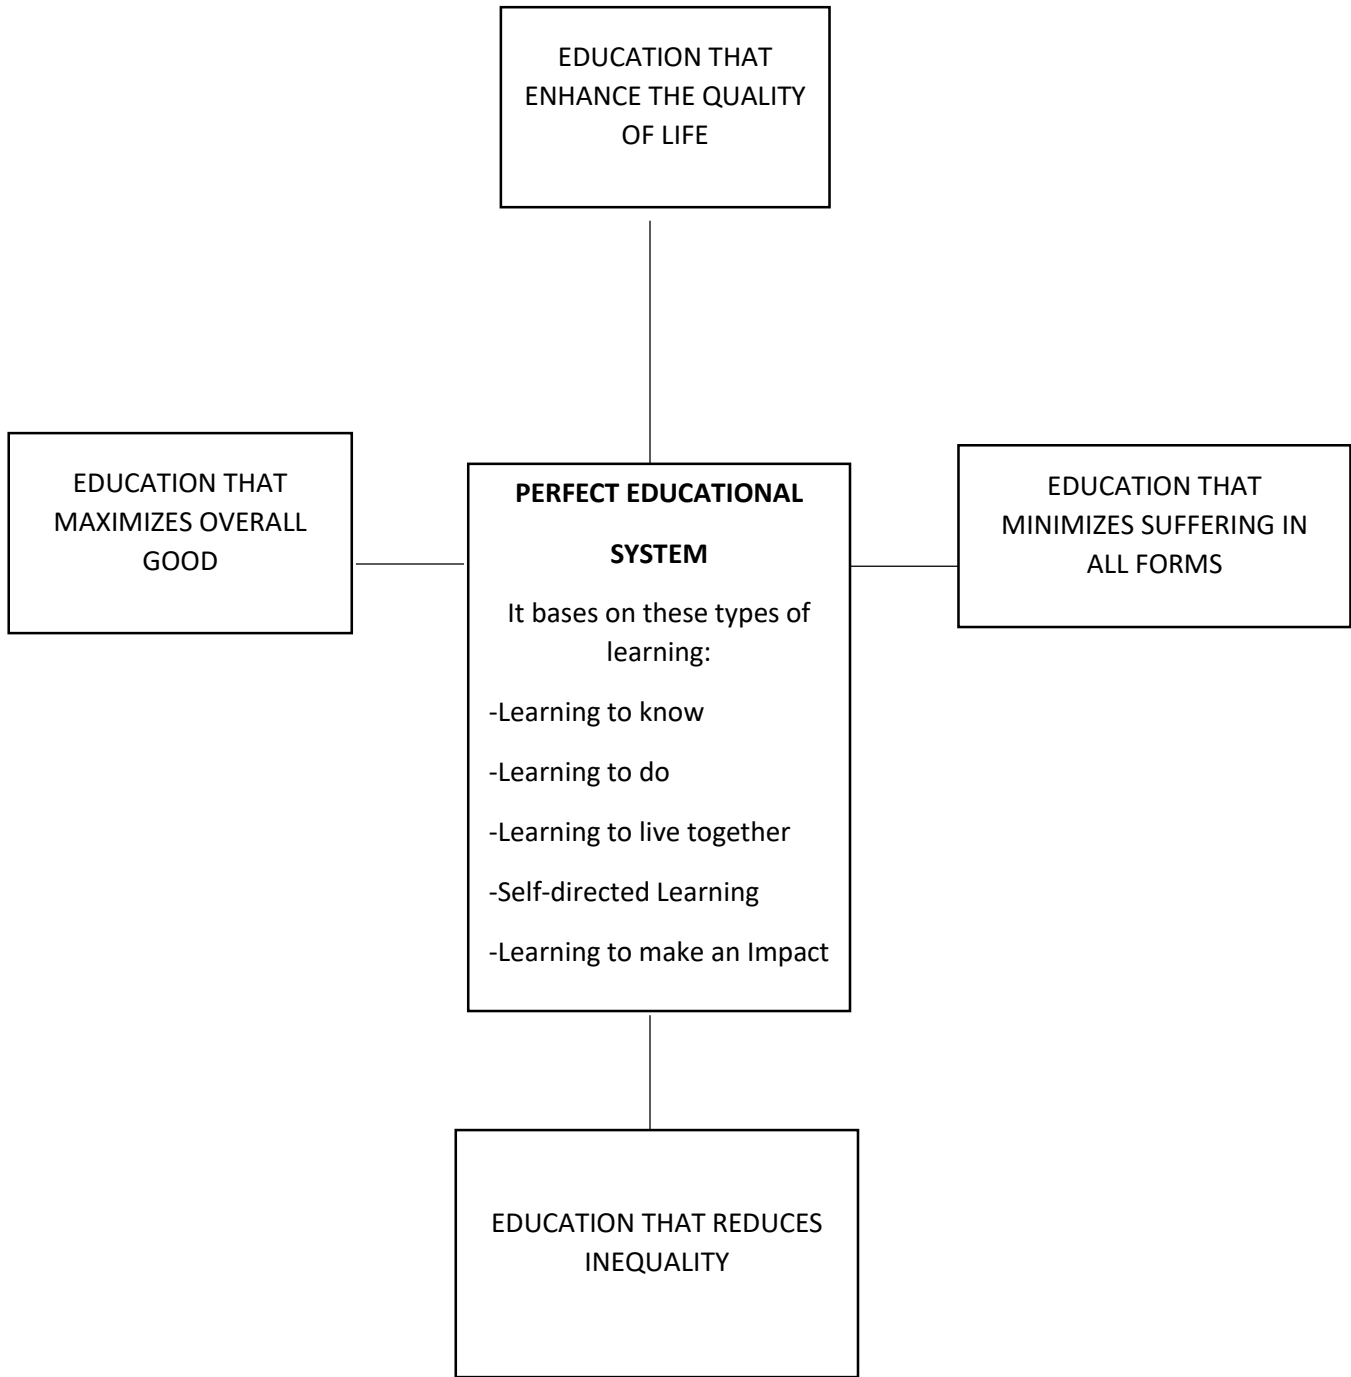 EDUCATION THAT
ENHANCE THE QUALITY
OF LIFE
EDUCATION THAT
MAXIMIZES OVERALL
GOOD
PERFECT EDUCATIONAL
SYSTEM
It bases on these types of
learning:
-Learning to know
-Learning to do
-Learning to live together
-Self-directed Learning
-Learning to make an Impact
EDUCATION THAT
MINIMIZES SUFFERING IN
ALL FORMS
EDUCATION THAT REDUCES
INEQUALITY